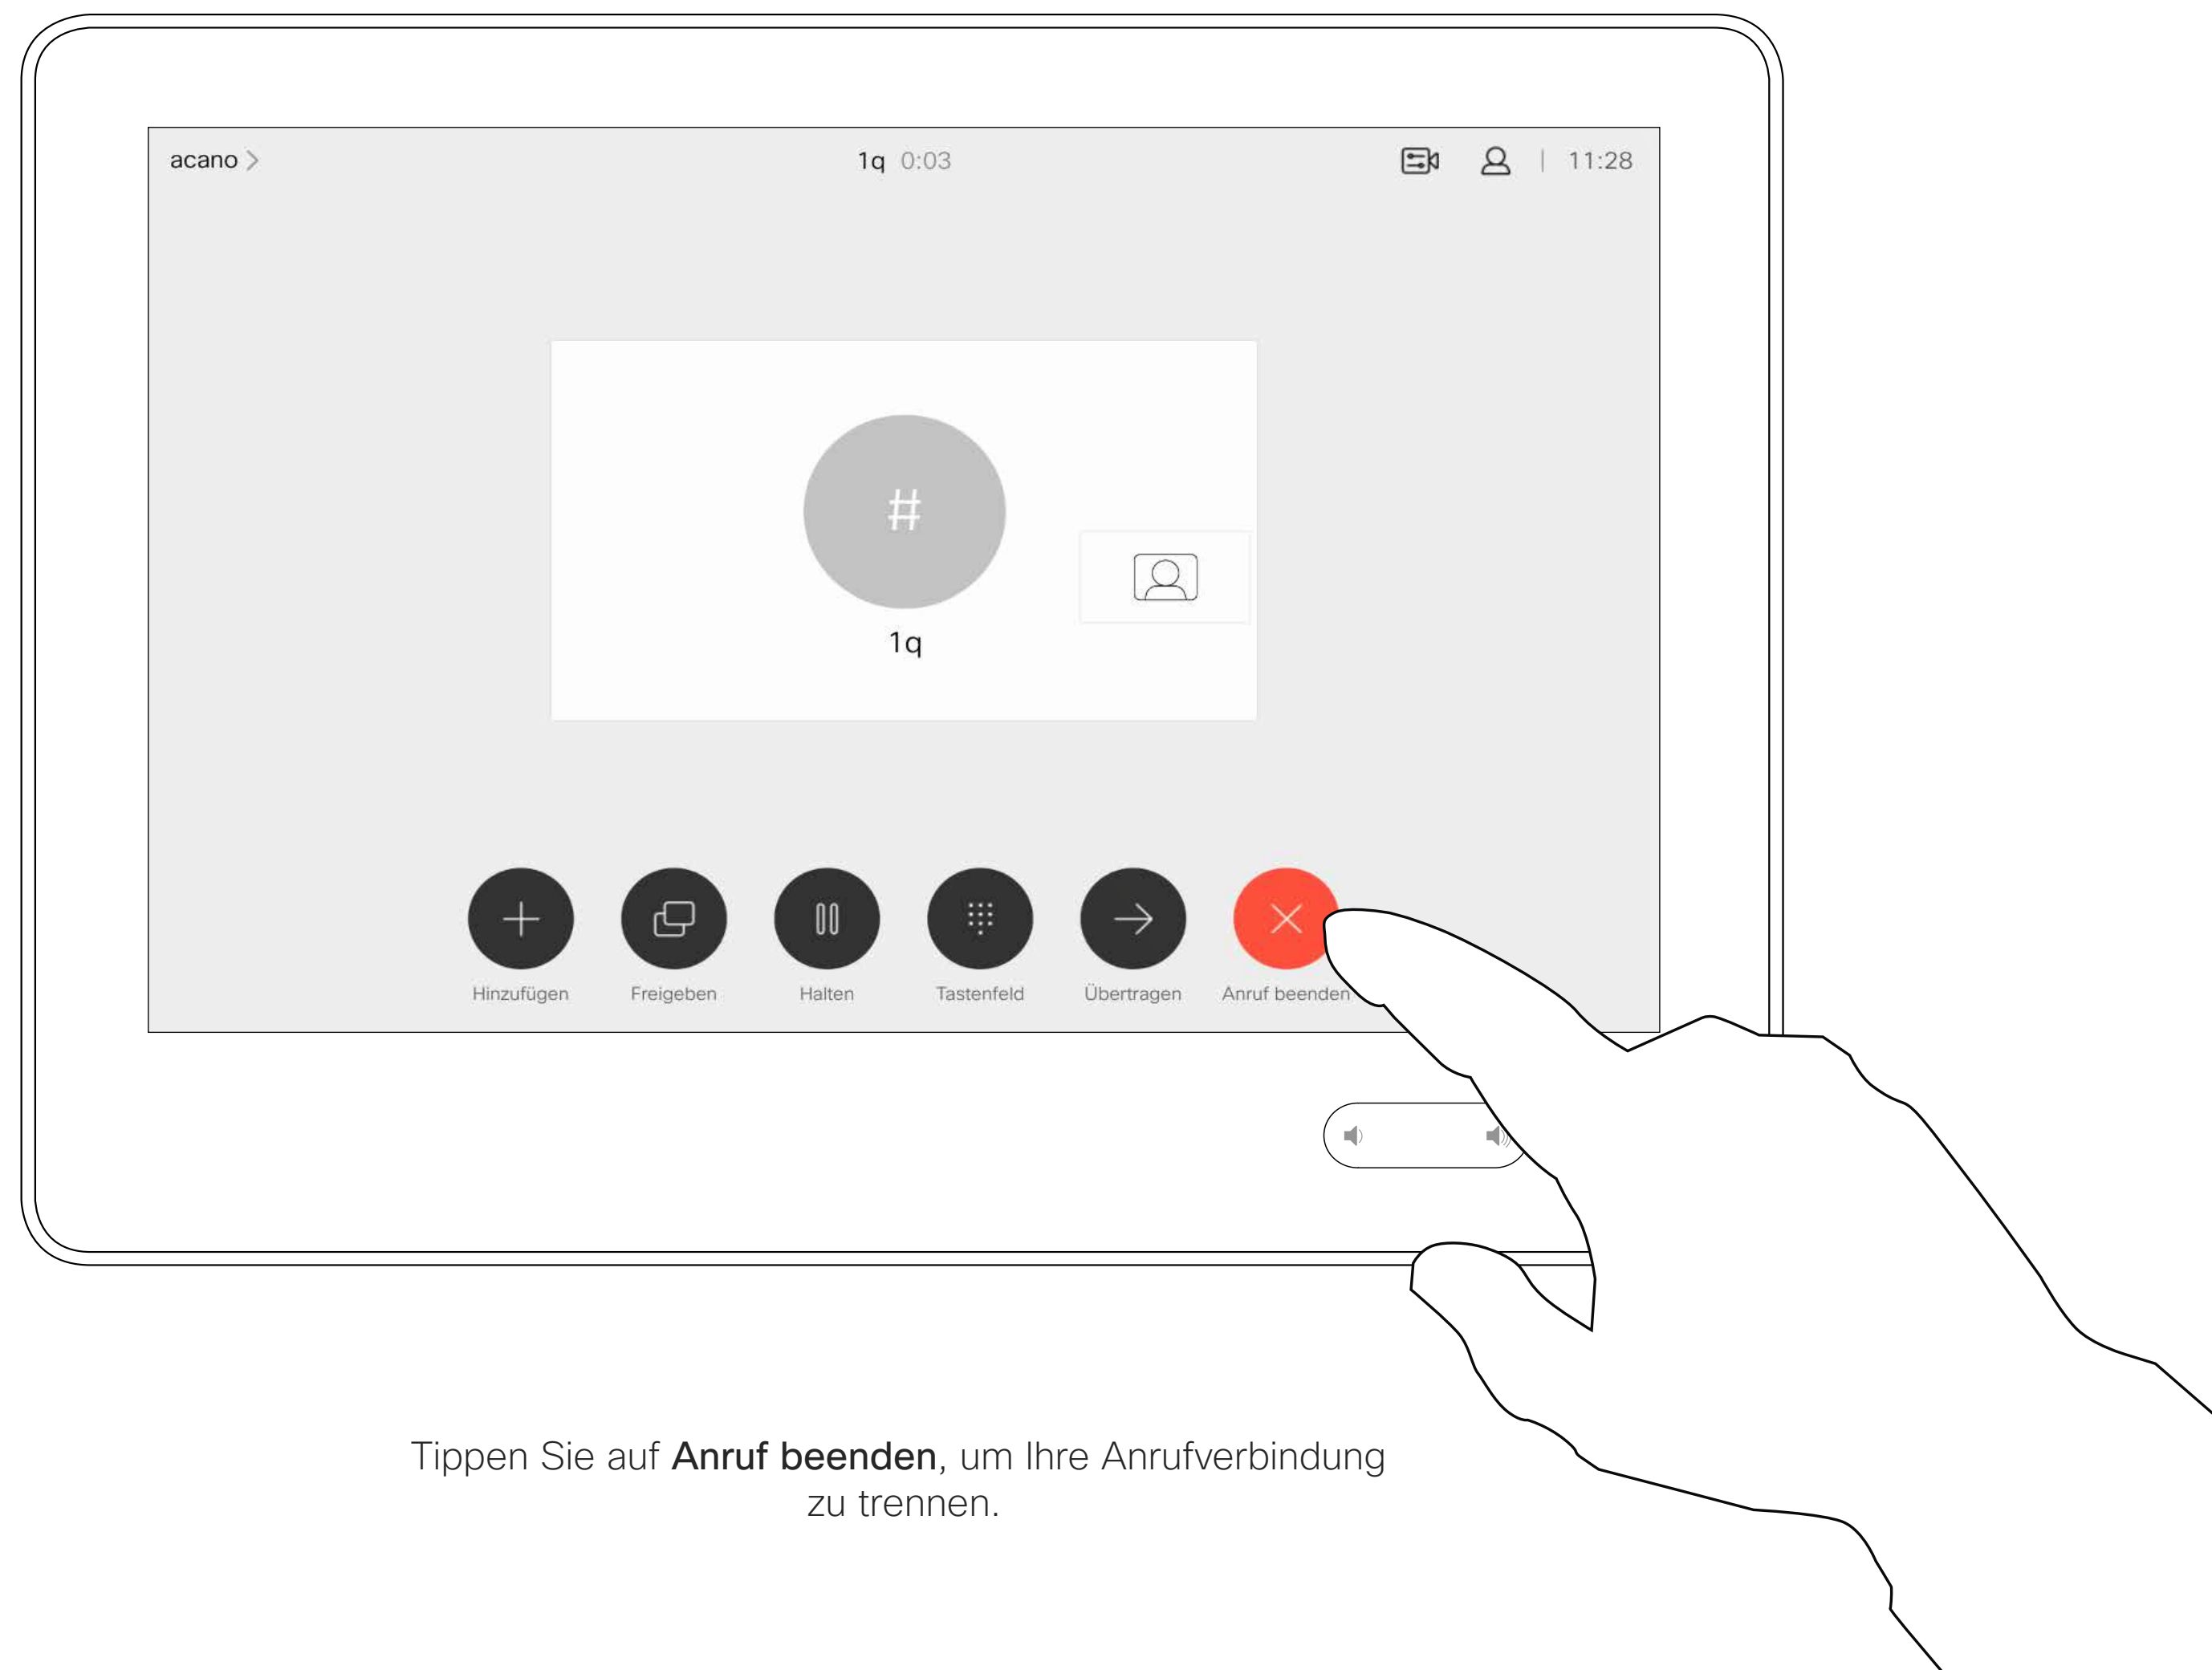 acano
1q 0:03
11:28
#
1q
Hinzufügen
Freigeben
Halten
Tastenfeld
Übertragen
Anruf beenden
Tippen Sie auf Anruf beenden, um Ihre Anrufverbindung
zu trennen.